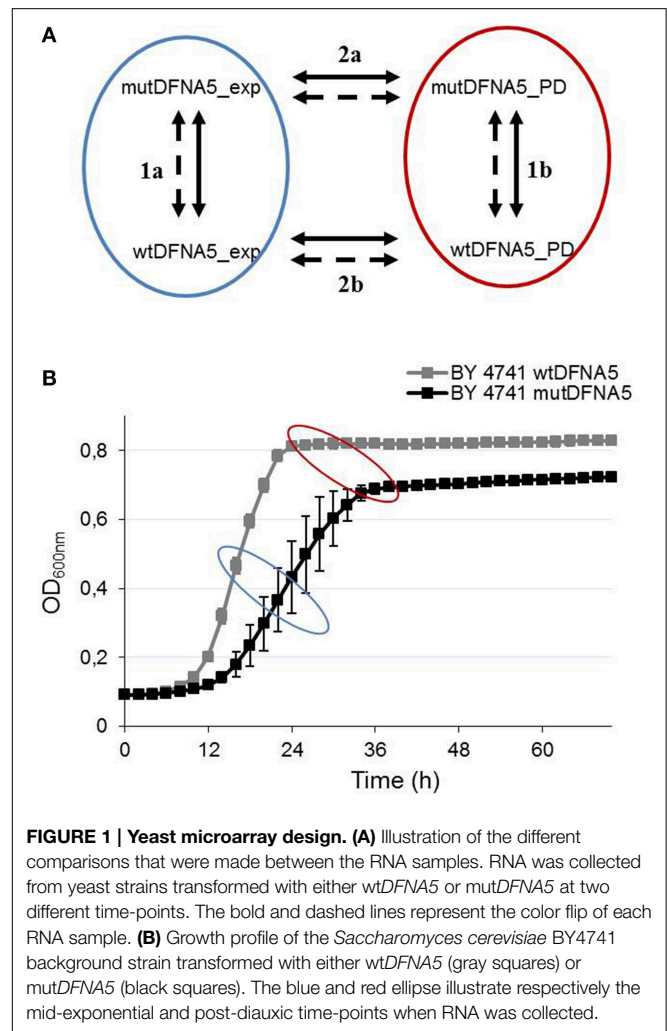 A
2a
mutDFNA5_exp
mutDFNA5_PD
1a
1b
wtDFNA5_exp
wtDFNA5_PD
2b
B
BY 4741 wtDFNA5
BY 4741 mutDFNA5
0,8
0,6
0,4
0,2
0
OD600nm
0 12 24 36 48 60
Time (h)
FIGURE 1 | Yeast microarray design. (A) Illustration of the different
comparisons that were made between the RNA samples. RNA was collected
from yeast strains transformed with either wtDFNA5 or mutDFNA5 at two
different time-points. The bold and dashed lines represent the color flip of each
RNA sample. (B) Growth profile of the Saccharomyces cerevisiae BY4741
background strain transformed with either wtDFNA5 (gray squares) or
mutDFNA5 (black squares). The blue and red ellipse illustrate respectively the
mid-exponential and post-diauxic time-points when RNA was collected.